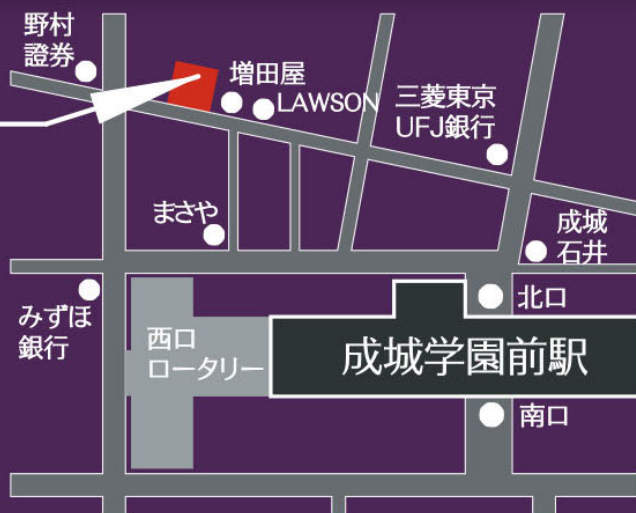 野村
證券
増田屋
LAWSON
三菱東京
UFJ銀行
まさや
成城
石井
みずほ
銀行
西口
ロータリー
北口
成城学園前駅
南口